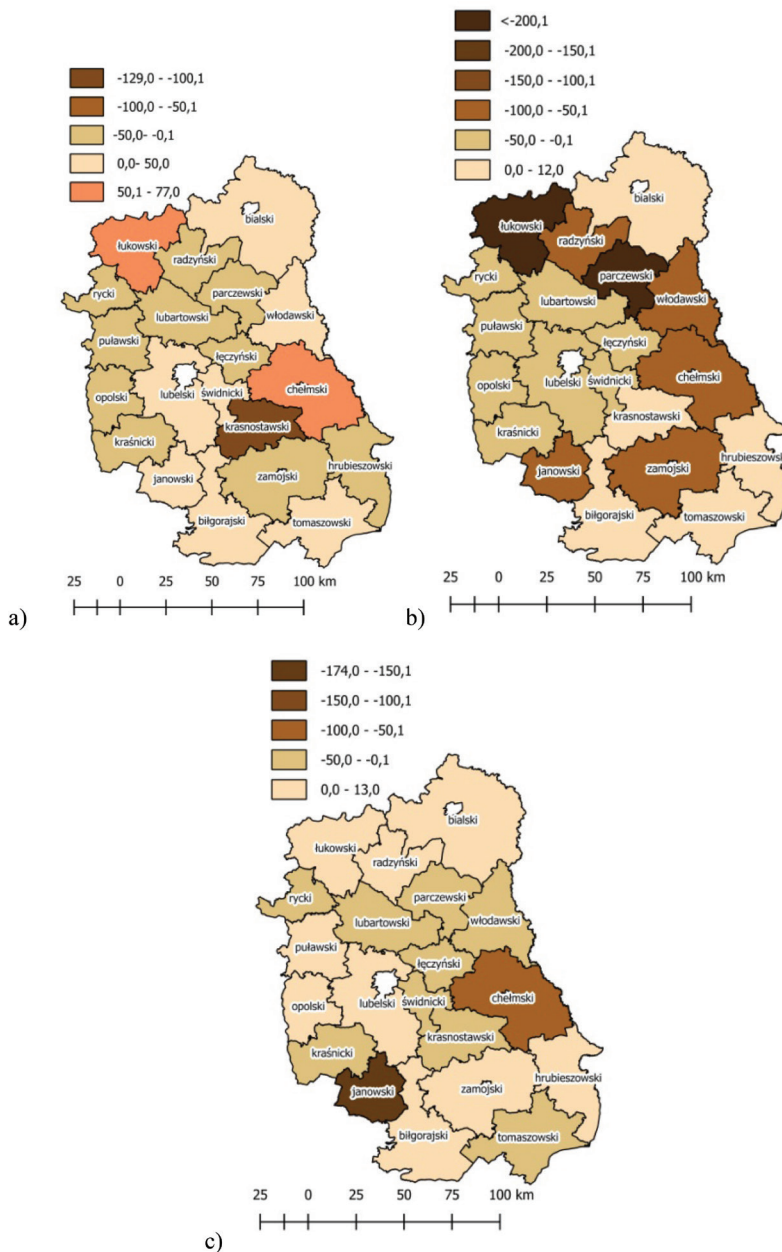 -129,0 - -100,1
-100,0 - -50,1
-50,0- -0,1
0,0- 50,0
50,1 - 77,0
bialski
łukowski
radzyński
rycki
parczewski
lubartowski
włodawski
puławski
łęczyński
chełmski
opolski
lubelski
świdnicki
krasnostawski
kraśnicki
hrubieszowski
janowski
zamojski
biłgorajski
tomaszowski
25 0 25 50 75 100 km
a)
<-200,1
-200,0 - -150,1
-150,0 - -100,1
-100,0 - -50,1
-50,0 - -0,1
0,0 - 12,0
bialski
łukowski
radzyński
parczewski
rycki
lubartowski
włodawski
puławski
łęczyński
chełmski
opolski
lubelski
świdnicki
krasnostawski
kraśnicki
hrubieszowski
janowski
zamojski
biłgorajski
tomaszowski
25 0 25 50 75 100 km
b)
-174,0 - -150,1
-150,0 - -100,1
-100,0 - -50,1
-50,0 - -0,1
0,0 - 13,0
bialski
łukowski
radzyński
rycki
parczewski
lubartowski
włodawski
puławski
łęczyński
chełmski
opolski
lubelski
świdnicki
krasnostawski
kraśnicki
hrubieszowski
janowski
zamojski
biłgorajski
tomaszowski
25 0 25 50 75 100 km
c)